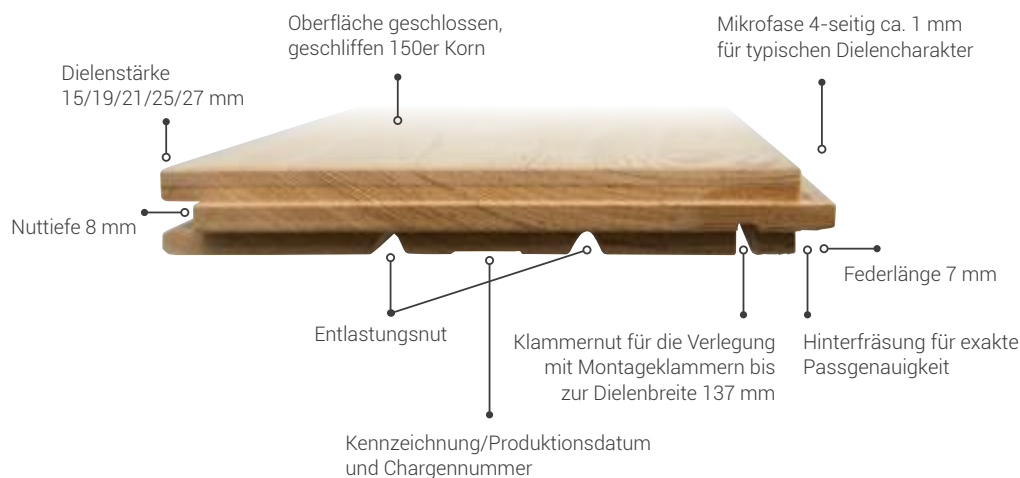 Oberfläche geschlossen,
geschliffen 150er Korn
Mikrofase 4-seitig ca. 1 mm
für typischen Dielencharakter
Dielenstärke
15/19/21/25/27 mm
Nuttiefe 8 mm
Federlänge 7 mm
Entlastungsnut
Klammernut für die Verlegung
mit Montageklammern bis
zur Dielenbreite 137 mm
Hinterfräsung für exakte
Passgenauigkeit
Kennzeichnung/Produktionsdatum
und Chargennummer